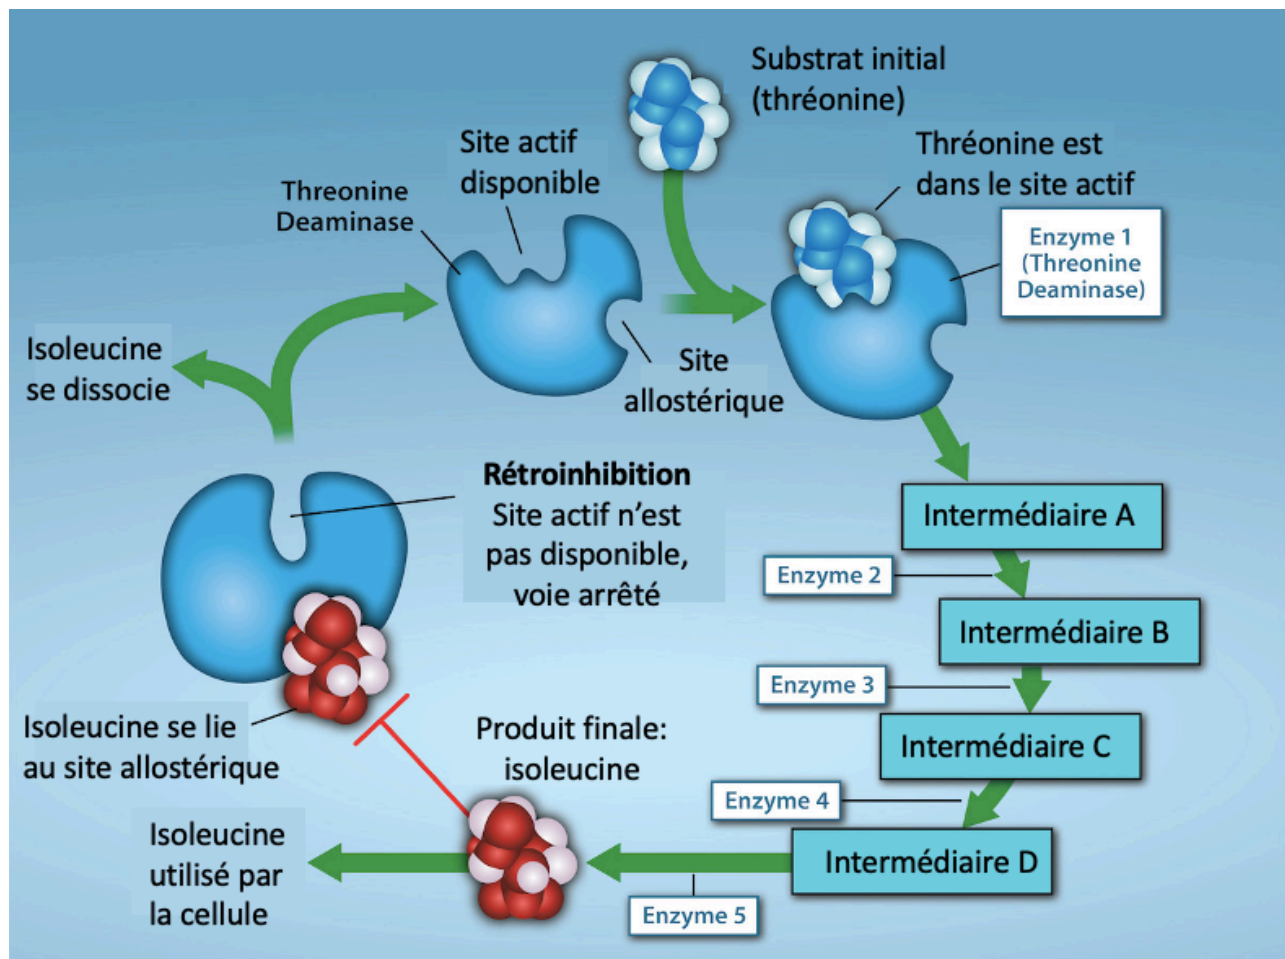 Substrat initial
(thréonine)
Site actif
disponible
Threonine
Deaminase
Thréonine est
dans le site actif
Enzyme 1
(Threonine
Deaminase)
Isoleucine
se dissocie
Site
allostérique
Rétroinhibition
Site actif n'est
pas disponible,
voie arrêté
Intermédiaire A
Enzyme 2
Intermédiaire B
Enzyme 3
Intermédiaire C
Enzyme 4
Intermédiaire D
Enzyme 5
Produit finale:
isoleucine
Isoleucine se lie
au site allostérique
Isoleucine
utilisé par
la cellule